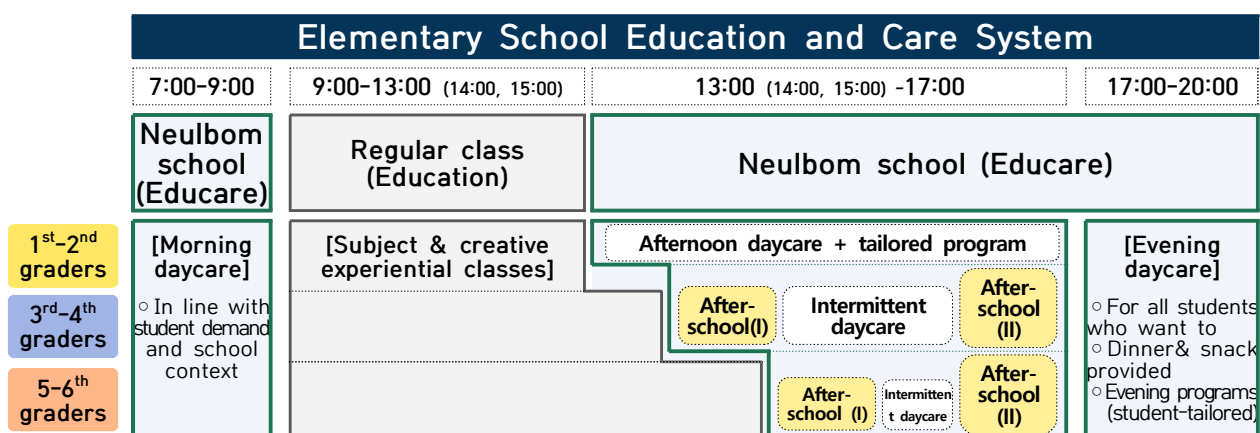 Elementary School Education and Care System
7:00-9:00
9:00-13:00 (14:00, 15:00)
13:00 (14:00, 15:00) -17:00
17:00-20:00
Neulbom
school
(Educare)
Regular class
(Education)
Neulbom school (Educare)
1st-2nd
graders
[Morning
daycare]
○ In line with
student demand
and school
context
[Subject & creative
experiential classes]
Afternoon daycare + tailored program
[Evening
daycare]
○ For all students
who want to
○ Dinner& snack
provided
○ Evening programs
(student-tailored)
3rd-4th
graders
After-
school(I)
Intermittent
daycare
After-
school
(II)
5-6th
graders
After-
school (I)
Intermitten
t daycare
After-
school
(II)